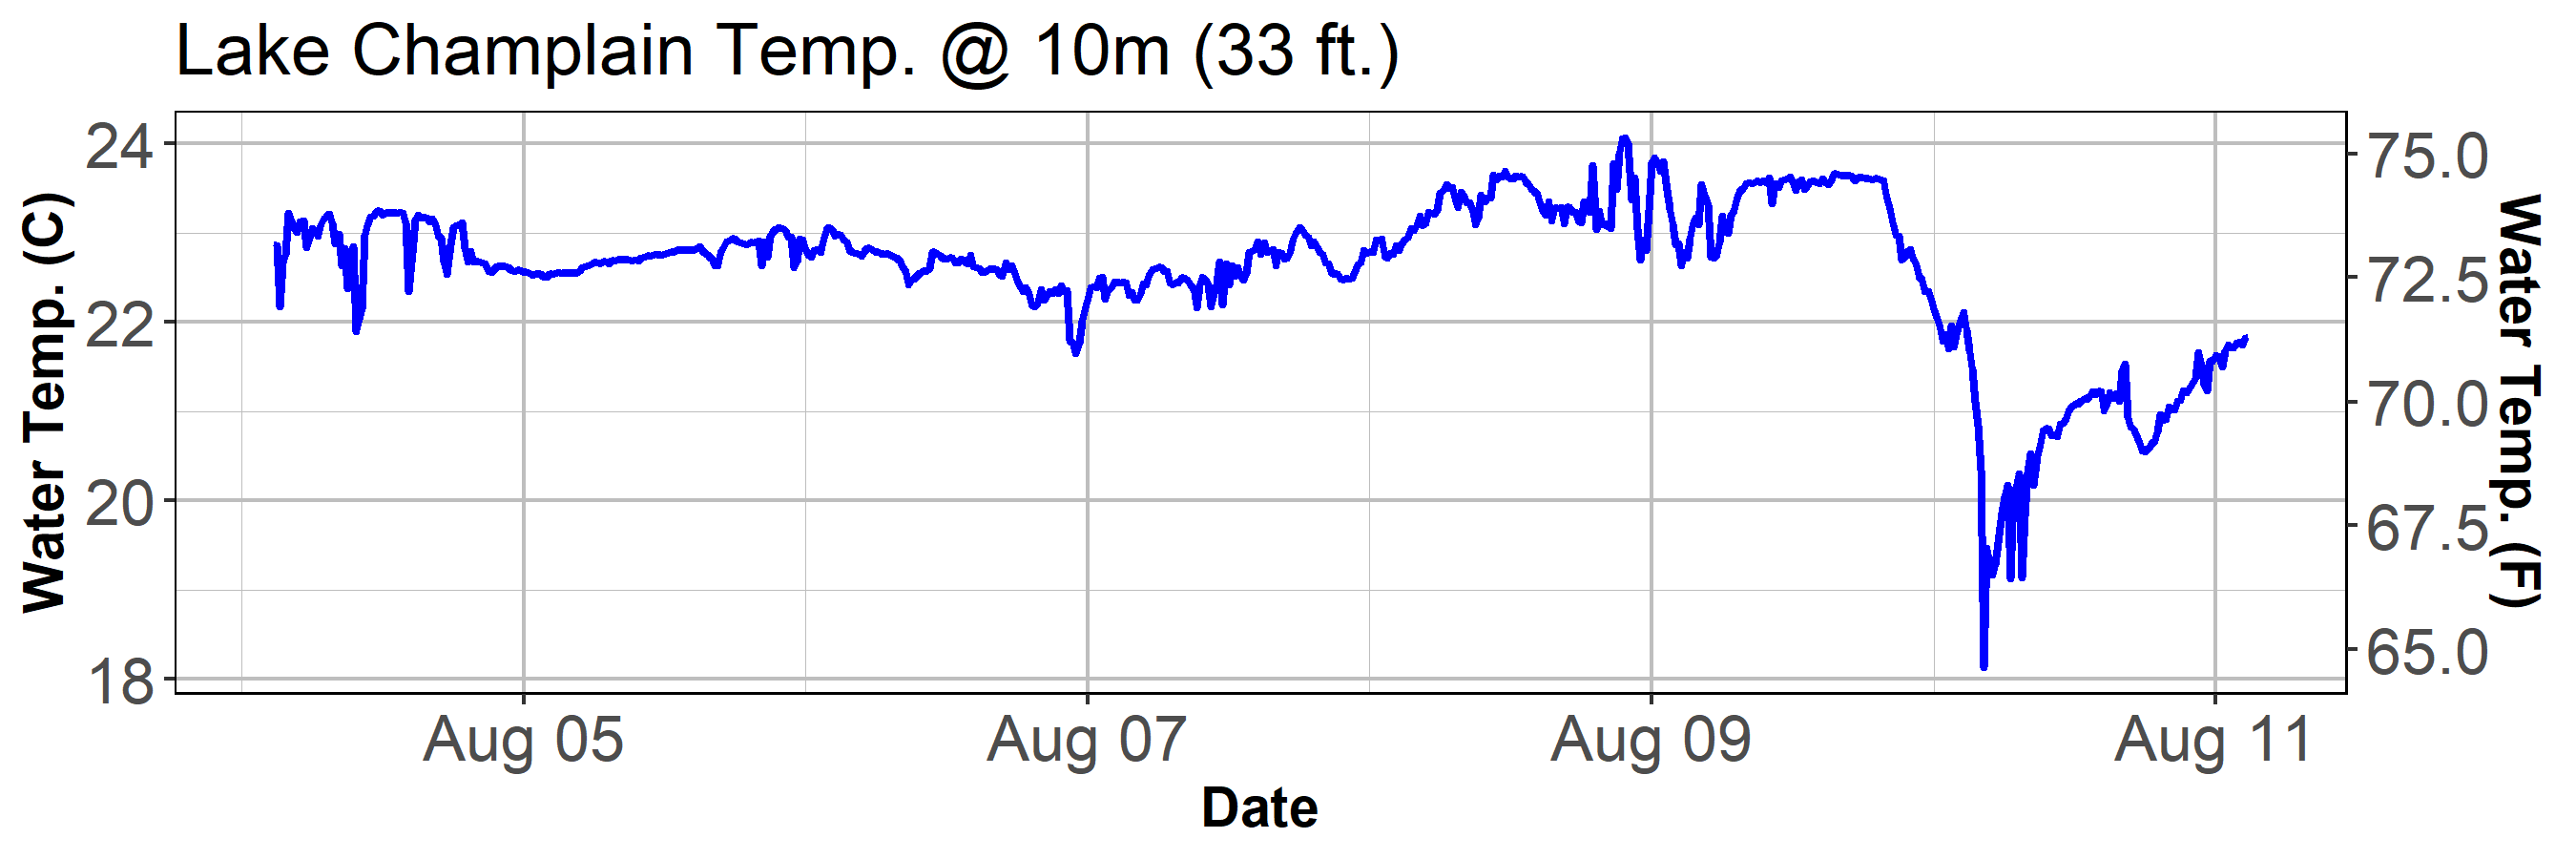 Lake Champlain Temp. @ 10m (33 ft.)
Water Temp. (C)
24
22
20
18
75.0
72.5
70.0
67.5
65.0
Water Temp. (F)
Aug 05 Aug 07 Aug 09 Aug 11
Date